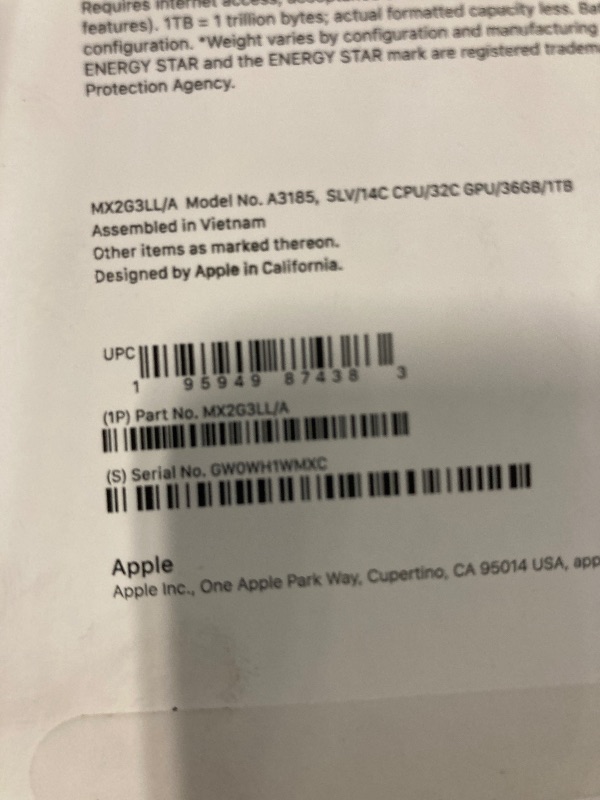 Requires internet access,
features). 1TB = 1 trillion bytes; actual formatted capacity less. Bat
configuration. *Weight varies by configuration and manufacturing
ENERGY STAR and the ENERGY STAR mark are registered tradema
Protection Agency.
MX2G3LL/A Model No. A3185, SLV/14C CPU/32C GPU/36GB/1TB
Assembled in Vietnam
Other items as marked thereon.
Designed by Apple in California.
UPC
1 95949 87438 3
(1P) Part No. MX2G3LL/A
(S) Serial No. GW0WH1WMXC
Apple
Apple Inc., One Apple Park Way, Cupertino, CA 95014 USA, app